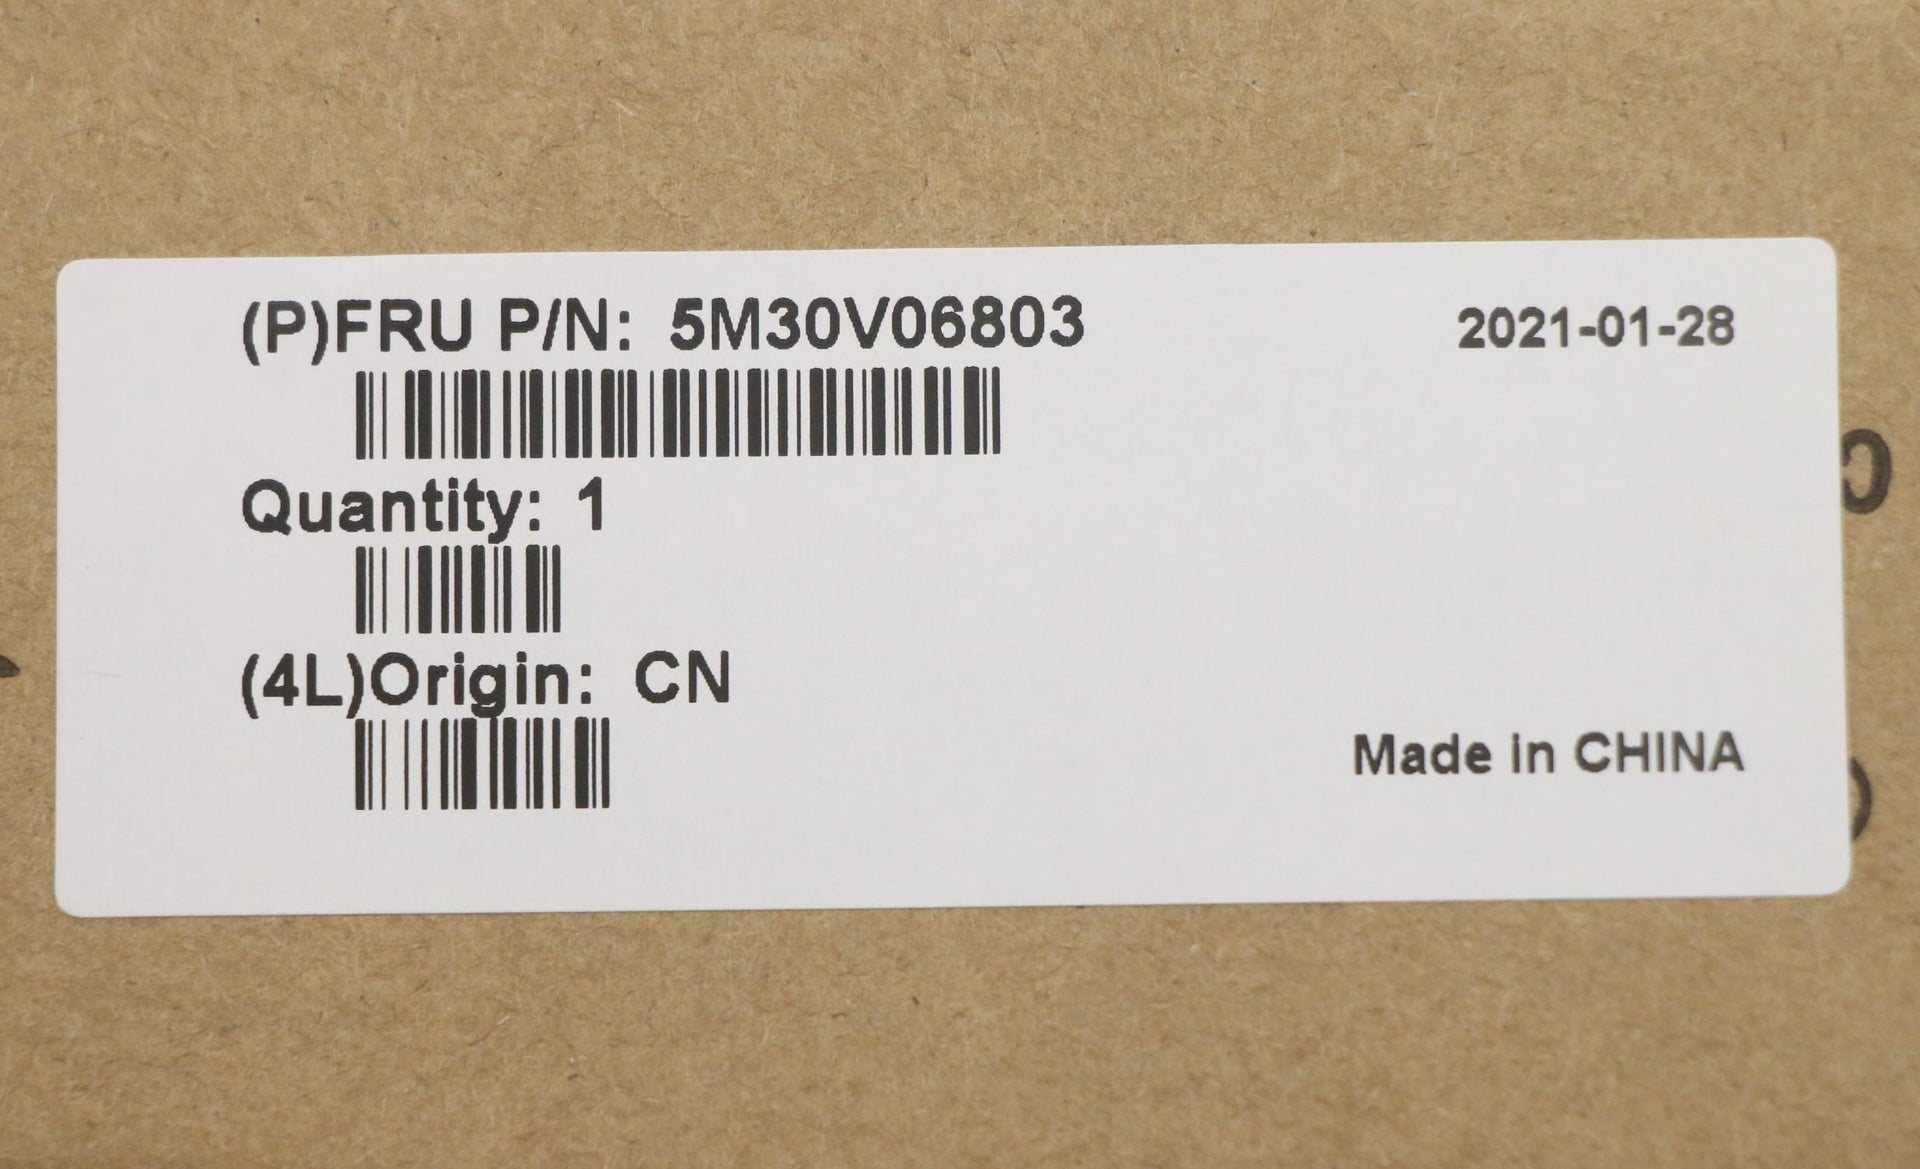 (P)FRU P/N: 5M30V06803
2021-01-28
Quantity: 1
(4L)Origin: CN
Made in CHINA